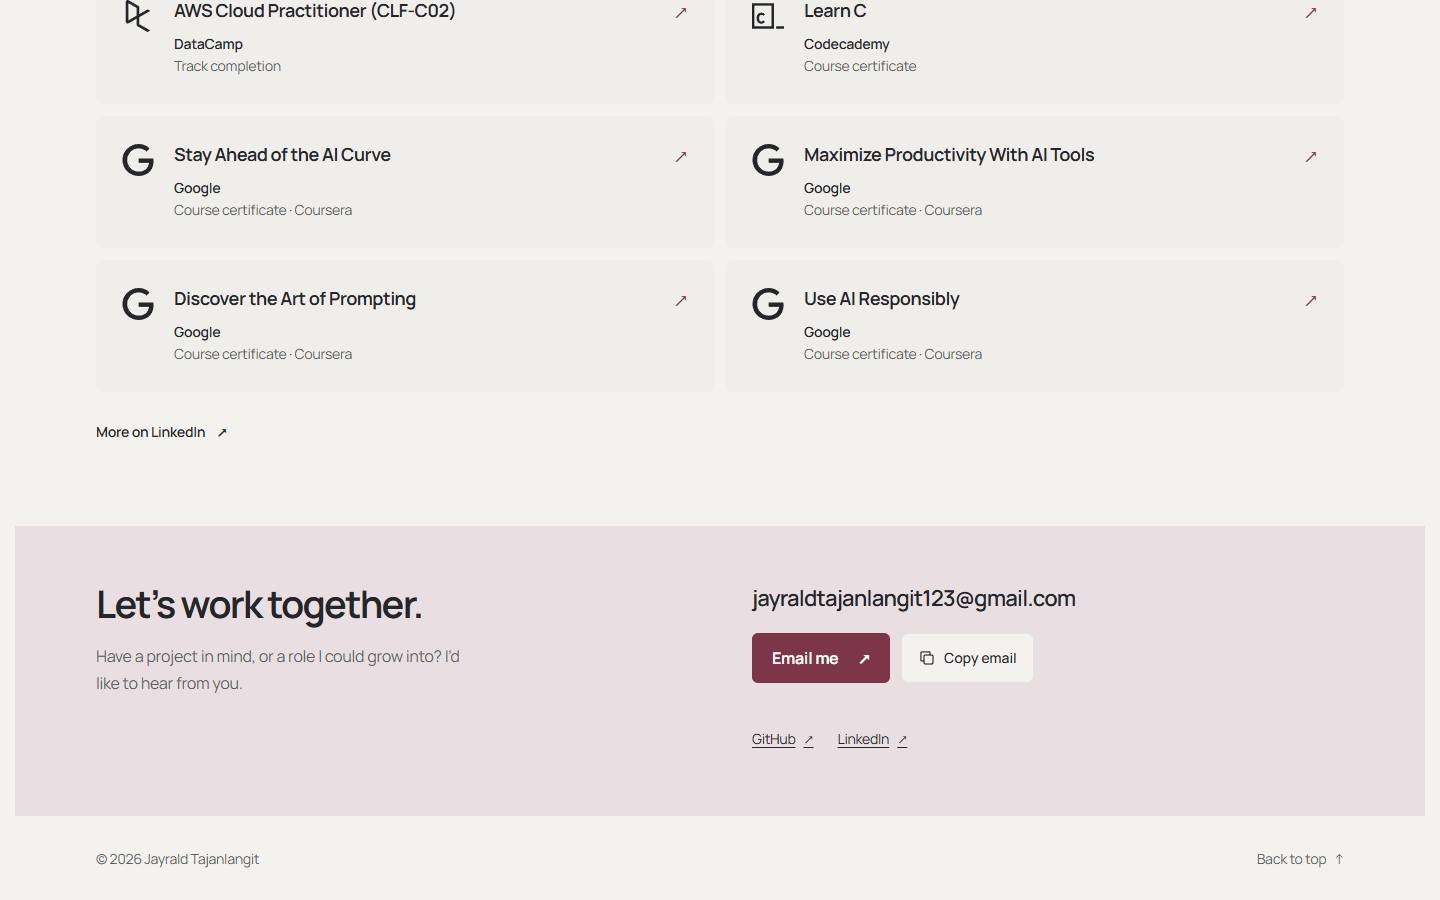 AWS Cloud Practitioner (CLF-C02) ↗
DataCamp
Track completion
Learn C ↗
Codecademy
Course certificate
Stay Ahead of the AI Curve ↗
Google
Course certificate · Coursera
Maximize Productivity With AI Tools ↗
Google
Course certificate · Coursera
Discover the Art of Prompting ↗
Google
Course certificate · Coursera
Use AI Responsibly ↗
Google
Course certificate · Coursera
More on LinkedIn ↗
Let’s work together.
Have a project in mind, or a role I could grow into? I’d
like to hear from you.
jayraldtajanlangit123@gmail.com
Email me ↗
Copy email
GitHub ↗ LinkedIn ↗
© 2026 Jayrald Tajanlangit
Back to top ↑